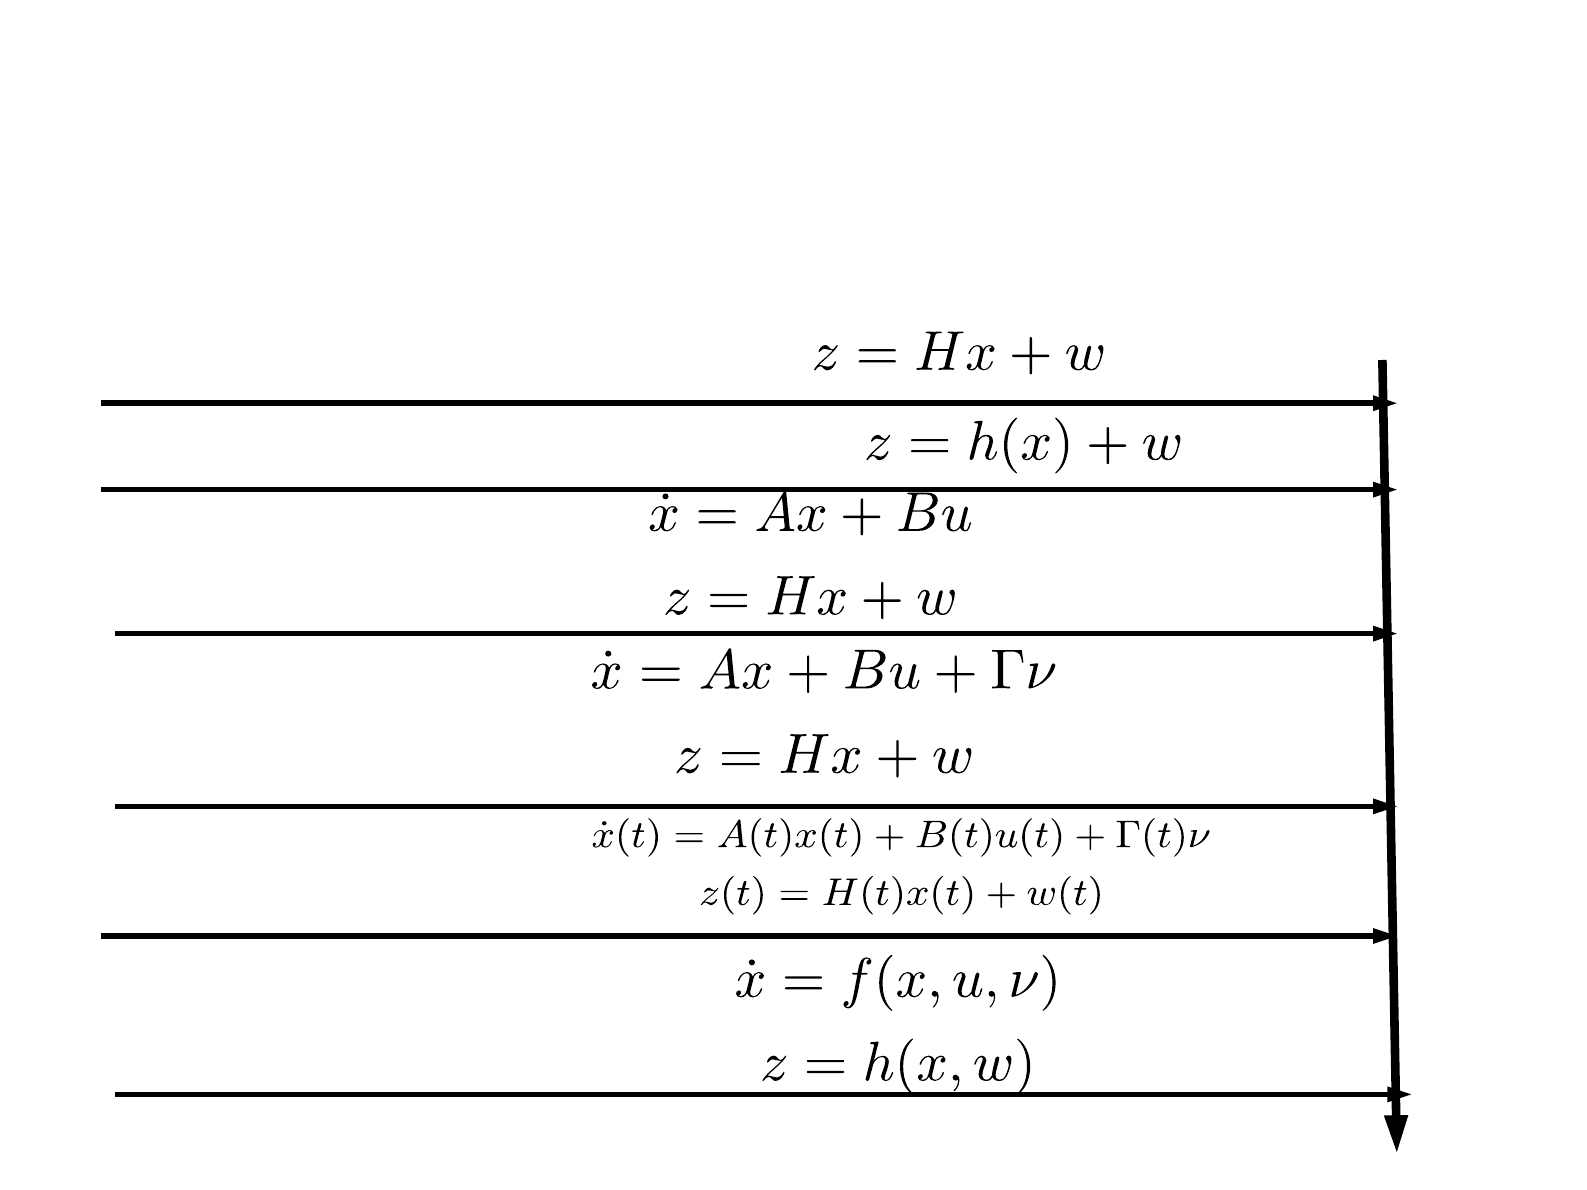 z = Hx + w
z = h(x) + w
ẋ = Ax + Bu
z = Hx + w
ẋ = Ax + Bu + Γν
z = Hx + w
ẋ(t) = A(t)x(t) + B(t)u(t) + Γ(t)ν
z(t) = H(t)x(t) + w(t)
ẋ = f(x, u, ν)
z = h(x, w)